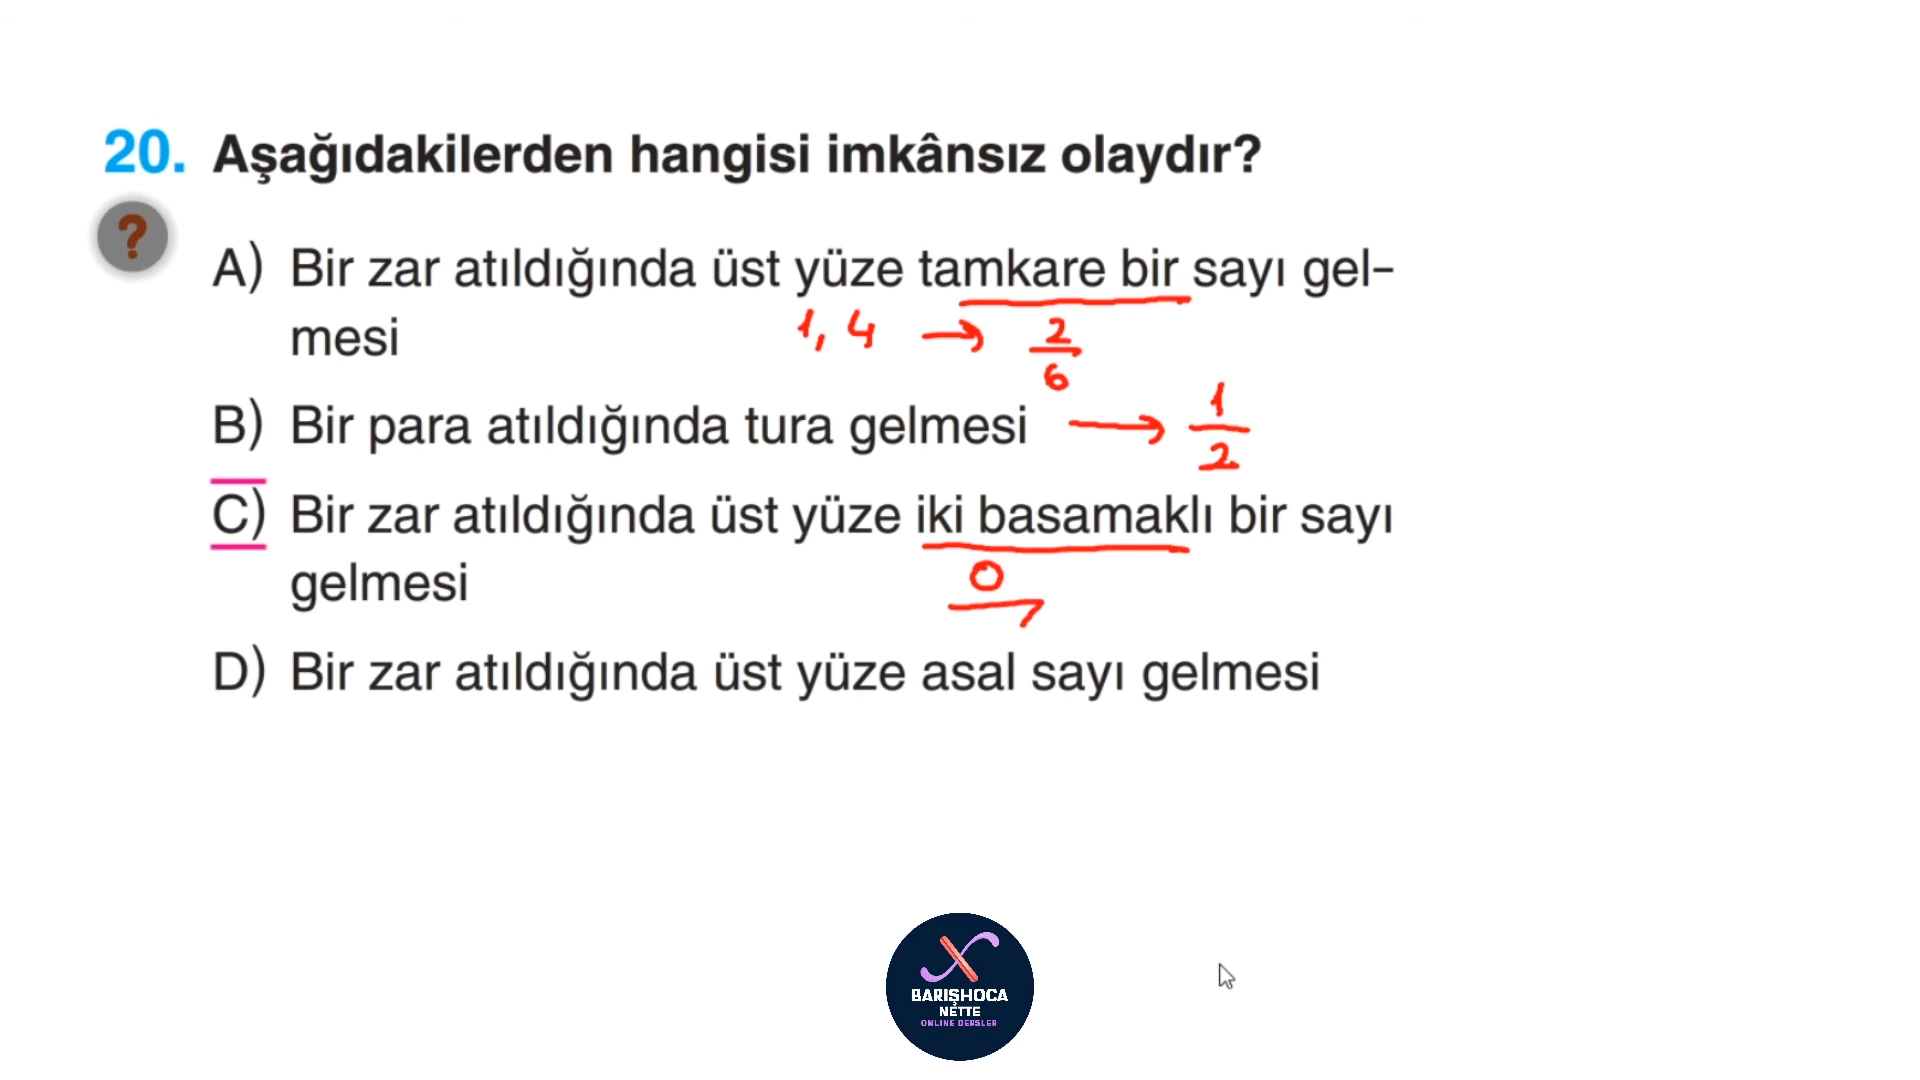 20. Aşağıdakilerden hangisi imkânsız olaydır?
?
A) Bir zar atıldığında üst yüze tamkare bir sayı gel-
mesi
1, 4 → 2/6
B) Bir para atıldığında tura gelmesi → 1/2
C) Bir zar atıldığında üst yüze iki basamaklı bir sayı
gelmesi
0
D) Bir zar atıldığında üst yüze asal sayı gelmesi
BARIŞHOCA
NETTE
ONLINE DERSLER